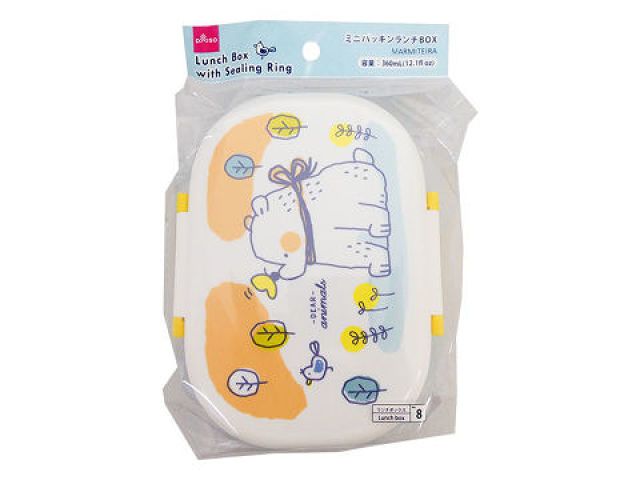 DAISO
Lunch Box
with Sealing Ring
ミニパッキンランチBOX
MARMITEIRA
容量：360mL(12.1fl oz)
-DEAR-
animals
ランチボックス
Lunch box
8